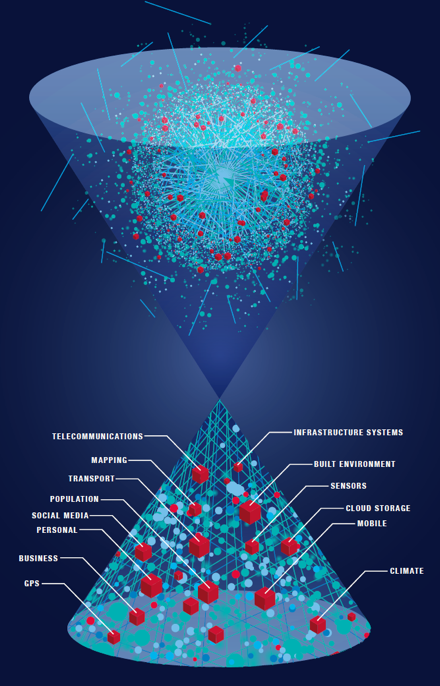 TELECOMMUNICATIONS
INFRASTRUCTURE SYSTEMS
MAPPING
BUILT ENVIRONMENT
TRANSPORT
SENSORS
POPULATION
CLOUD STORAGE
SOCIAL MEDIA
MOBILE
PERSONAL
BUSINESS
CLIMATE
GPS